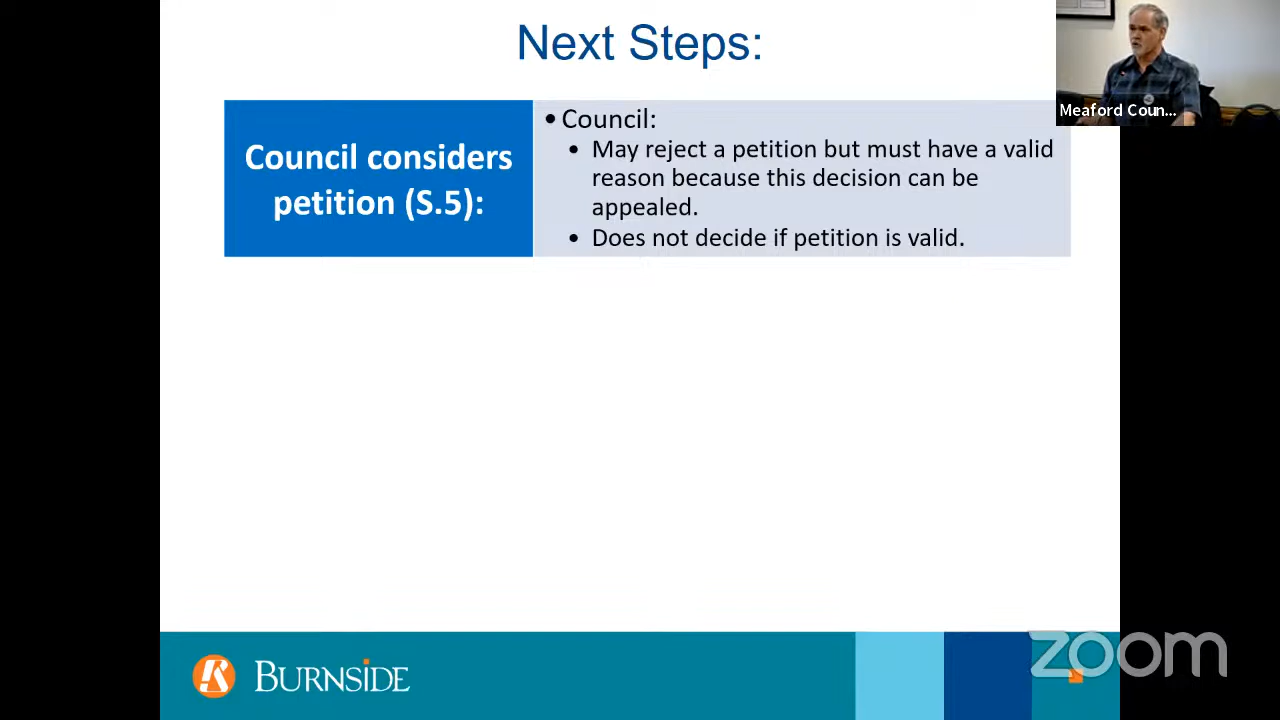 Next Steps:
Council considers
petition (S.5):
• Council:
• May reject a petition but must have a valid
reason because this decision can be
appealed.
• Does not decide if petition is valid.
Meaford Coun...
BURNSIDE
zoom